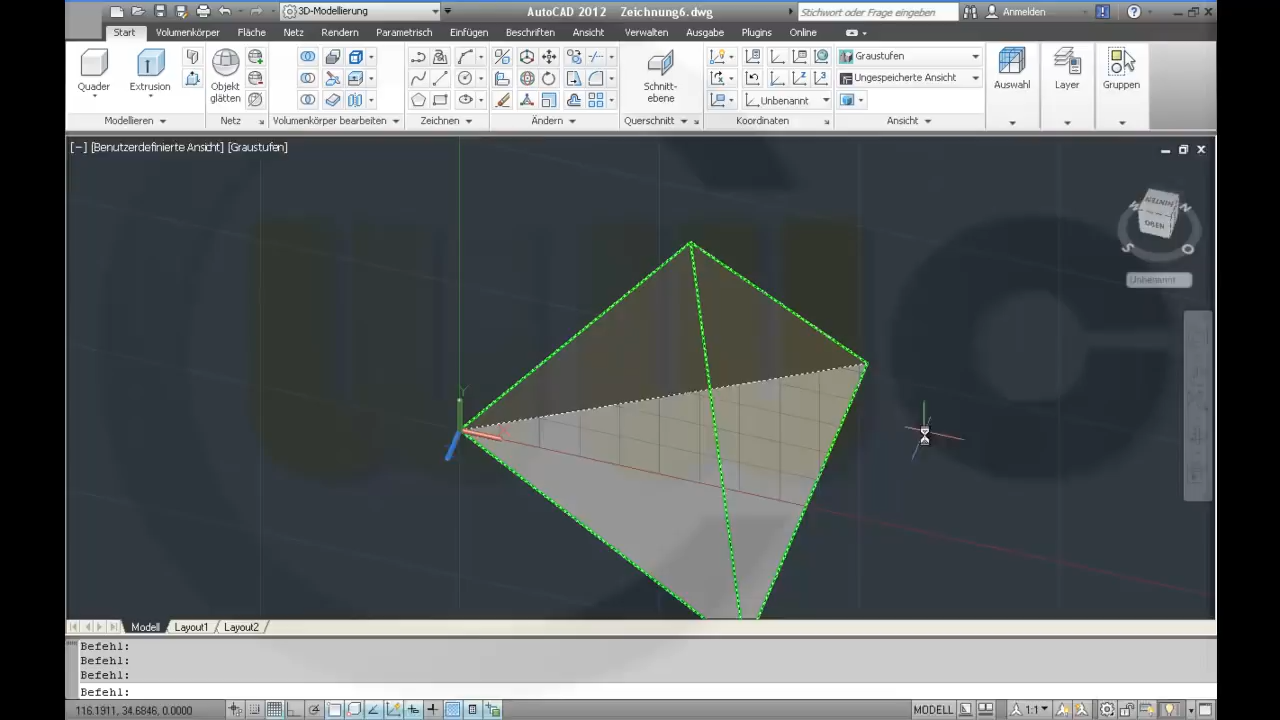 3D-Modellierung
AutoCAD 2012 Zeichnung6.dwg
Stichwort oder Frage eingeben
Anmelden
Start Volumenkörper Fläche Netz Rendern Parametrisch Einfügen Beschriften Ansicht Verwalten Ausgabe Plugins Online
Quader
Extrusion
Objekt
glätten
Schnitt-
ebene
Unbenannt
Graustufen
Ungespeicherte Ansicht
Auswahl
Layer
Gruppen
Modellieren Netz Volumenkörper bearbeiten Zeichnen Ändern Querschnitt Koordinaten Ansicht
[−] [Benutzerdefinierte Ansicht] [Graustufen]
HINTEN
OBEN
W
N
S
O
Unbenannt
Y
Modell Layout1 Layout2
Befehl:
Befehl:
Befehl:
Befehl:
116.1911, 34.6846, 0.0000
MODELL
1:1